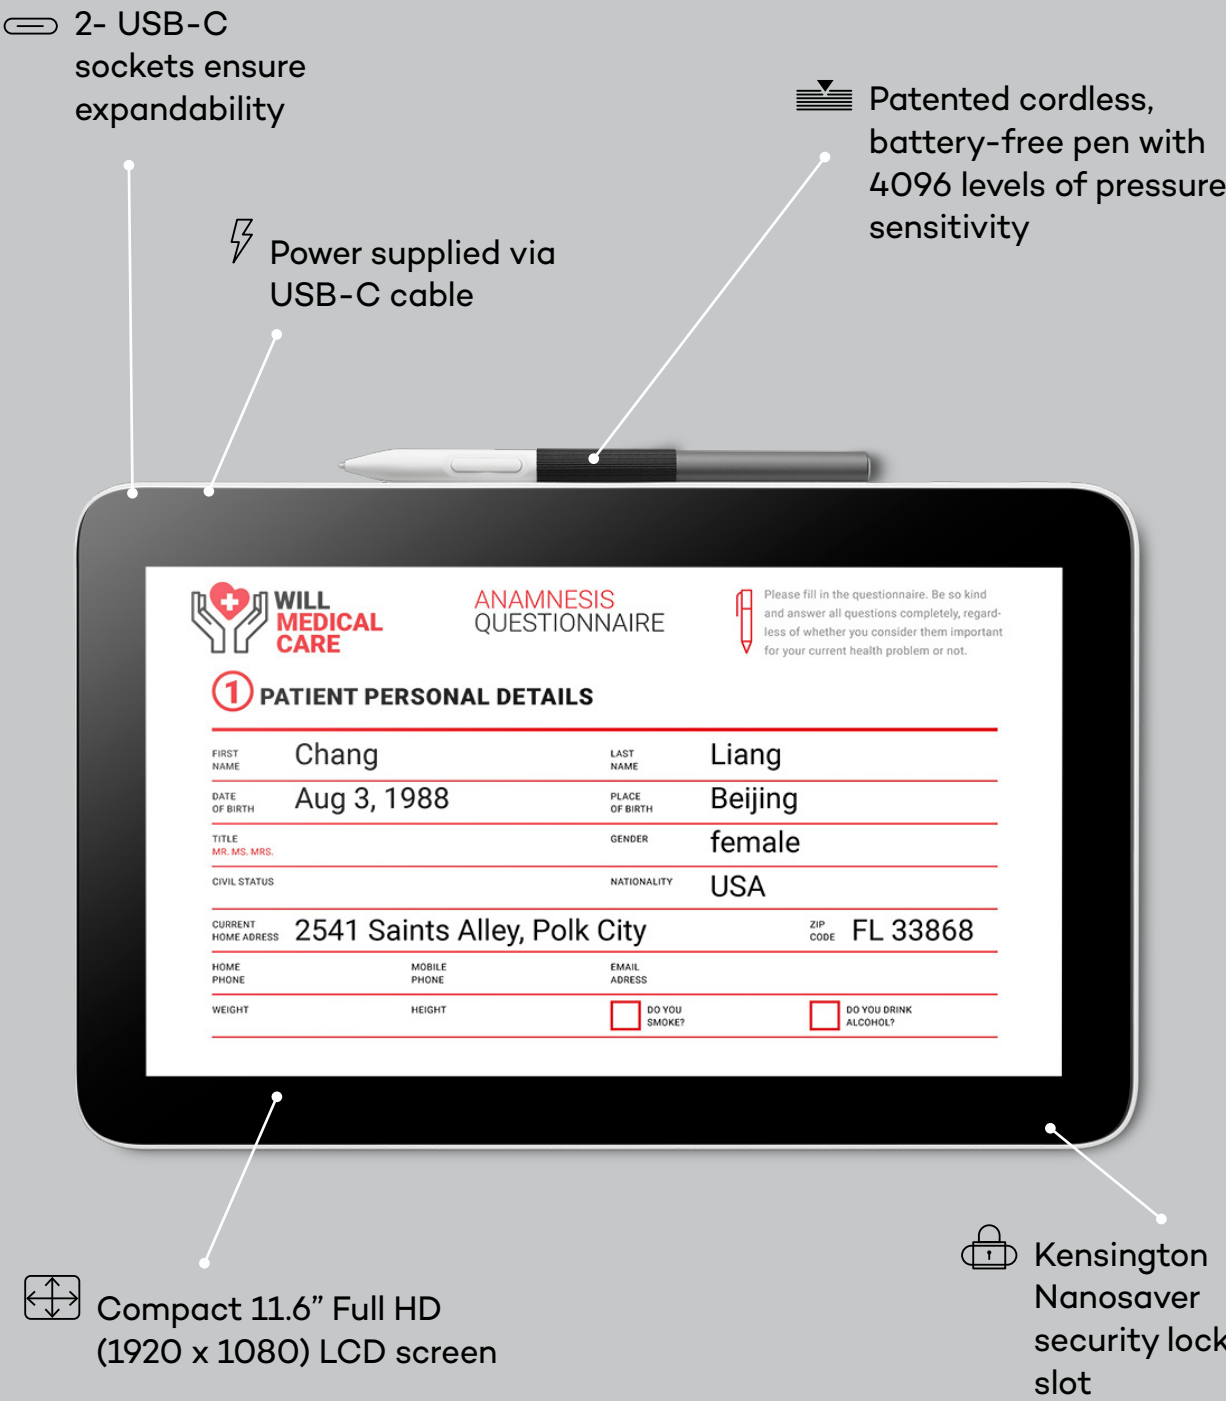 2- USB-C
sockets ensure
expandability
Patented cordless,
battery-free pen with
4096 levels of pressure
sensitivity
Power supplied via
USB-C cable
WILL
MEDICAL
CARE
ANAMNESIS
QUESTIONNAIRE
Please fill in the questionnaire. Be so kind
and answer all questions completely, regard-
less of whether you consider them important
for your current health problem or not.
1 PATIENT PERSONAL DETAILS
FIRST
NAME
Chang
LAST
NAME
Liang
DATE
OF BIRTH
Aug 3, 1988
PLACE
OF BIRTH
Beijing
TITLE
MR. MS. MRS.
GENDER
female
CIVIL STATUS
NATIONALITY
USA
CURRENT
HOME ADRESS
2541 Saints Alley, Polk City
ZIP
CODE
FL 33868
HOME
PHONE
MOBILE
PHONE
EMAIL
ADRESS
WEIGHT
HEIGHT
DO YOU
SMOKE?
DO YOU DRINK
ALCOHOL?
Compact 11.6” Full HD
(1920 x 1080) LCD screen
Kensington
Nanosaver
security lock
slot